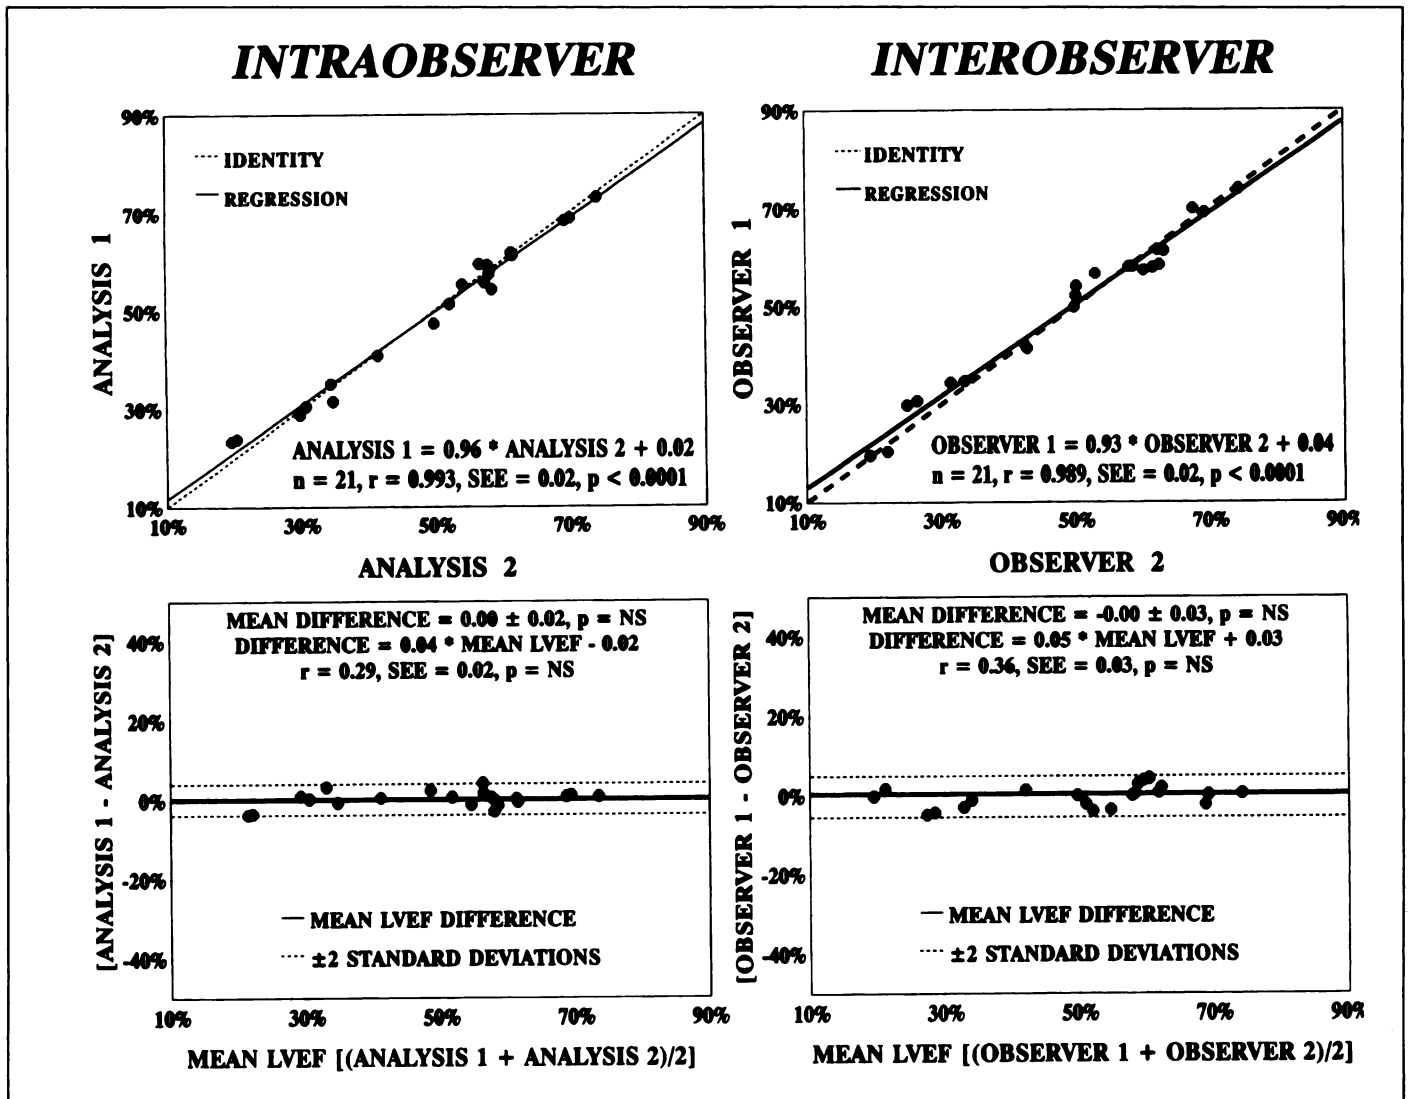 INTRAOBSERVER
90%
70%
50%
30%
10%
ANALYSIS 1
IDENTITY
REGRESSION
ANALYSIS 1 = 0.96 * ANALYSIS 2 + 0.02
n = 21, r = 0.993, SEE = 0.02, p < 0.0001
10% 30% 50% 70% 90%
ANALYSIS 2
INTEROBSERVER
90%
70%
50%
30%
10%
OBSERVER 1
IDENTITY
REGRESSION
OBSERVER 1 = 0.93 * OBSERVER 2 + 0.04
n = 21, r = 0.989, SEE = 0.02, p < 0.0001
10% 30% 50% 70% 90%
OBSERVER 2
[ANALYSIS 1 - ANALYSIS 2]
40%
20%
0%
-20%
-40%
MEAN DIFFERENCE = 0.00 ± 0.02, p = NS
DIFFERENCE = 0.04 * MEAN LVEF - 0.02
r = 0.29, SEE = 0.02, p = NS
MEAN LVEF DIFFERENCE
±2 STANDARD DEVIATIONS
10% 30% 50% 70% 90%
MEAN LVEF [(ANALYSIS 1 + ANALYSIS 2)/2]
[OBSERVER 1 - OBSERVER 2]
40%
20%
0%
-20%
-40%
MEAN DIFFERENCE = -0.00 ± 0.03, p = NS
DIFFERENCE = 0.05 * MEAN LVEF + 0.03
r = 0.36, SEE = 0.03, p = NS
MEAN LVEF DIFFERENCE
±2 STANDARD DEVIATIONS
10% 30% 50% 70% 90%
MEAN LVEF [(OBSERVER 1 + OBSERVER 2)/2]